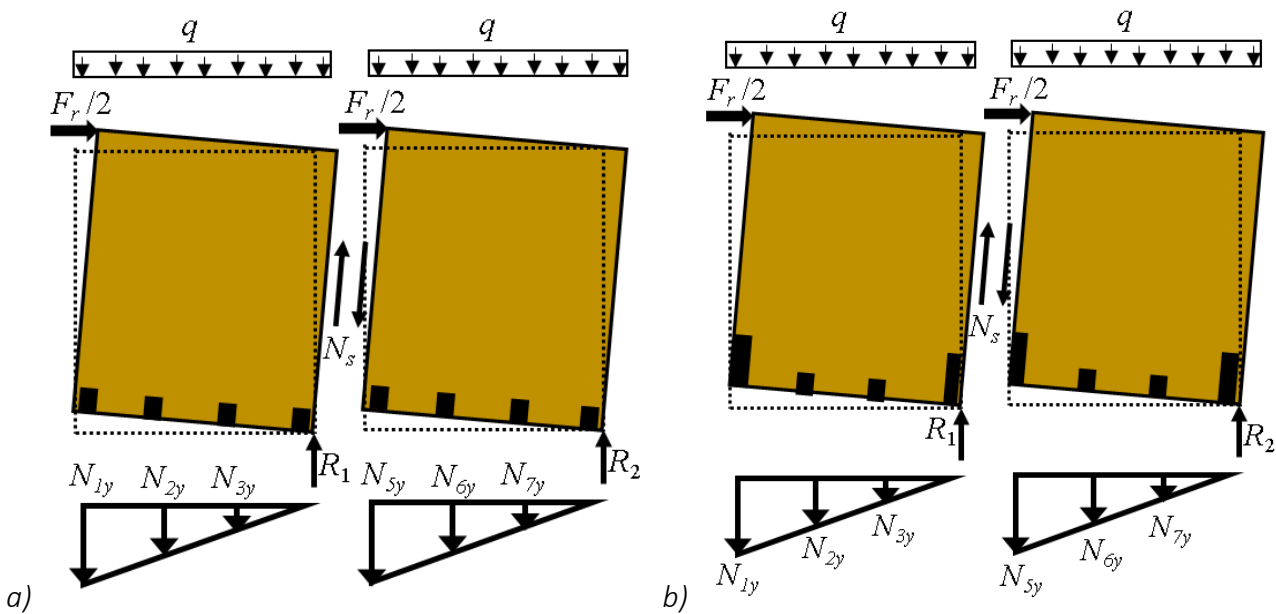 q q q q
F_r/2 F_r/2 F_r/2 F_r/2
N_s N_s
R_1 R_2 R_1 R_2
N_1y N_2y N_3y N_5y N_6y N_7y
N_3y N_7y
N_2y N_6y
N_1y N_5y
a) b)